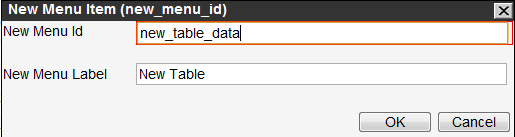 New Menu Item (new_menu_id)
New Menu Id new_table_data
New Menu Label New Table
OK Cancel